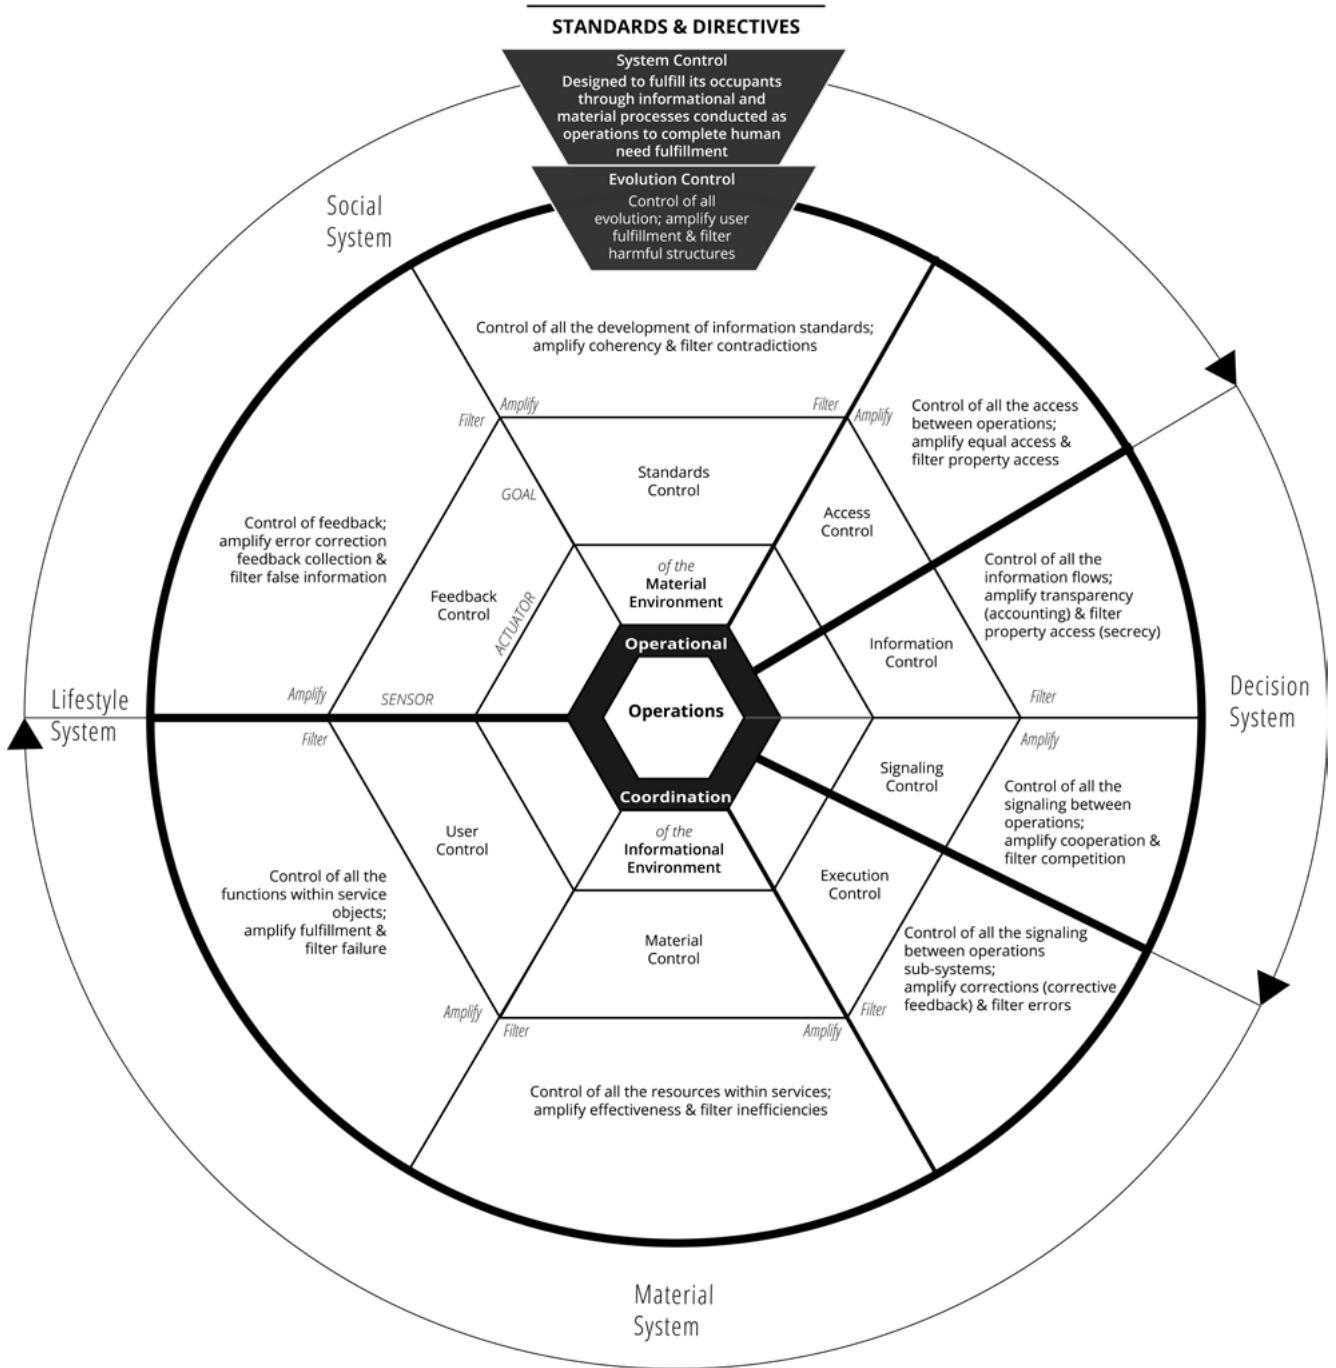 STANDARDS & DIRECTIVES
System Control
Designed to fulfill its occupants
through informational and
material processes conducted as
operations to complete human
need fulfillment
Evolution Control
Control of all
evolution; amplify user
fulfillment & filter
harmful structures
Social
System
Control of all the development of information standards;
amplify coherency & filter contradictions
Filter
Amplify
Filter
Amplify
Control of all the access
between operations;
amplify equal access &
filter property access
Standards
Control
GOAL
Access
Control
Control of feedback;
amplify error correction
feedback collection &
filter false information
Feedback
Control
ACTUATOR
of the
Material
Environment
Control of all the
information flows;
amplify transparency
(accounting) & filter
property access (secrecy)
Information
Control
Operational
Operations
Coordination
Lifestyle
System
Amplify
SENSOR
Filter
Filter
Amplify
Decision
System
Signaling
Control
Control of all the
signaling between
operations;
amplify cooperation &
filter competition
User
Control
of the
Informational
Environment
Execution
Control
Control of all the
functions within service
objects;
amplify fulfillment &
filter failure
Material
Control
Control of all the signaling
between operations
sub-systems;
amplify corrections (corrective
feedback) & filter errors
Amplify
Filter
Amplify
Filter
Control of all the resources within services;
amplify effectiveness & filter inefficiencies
Material
System